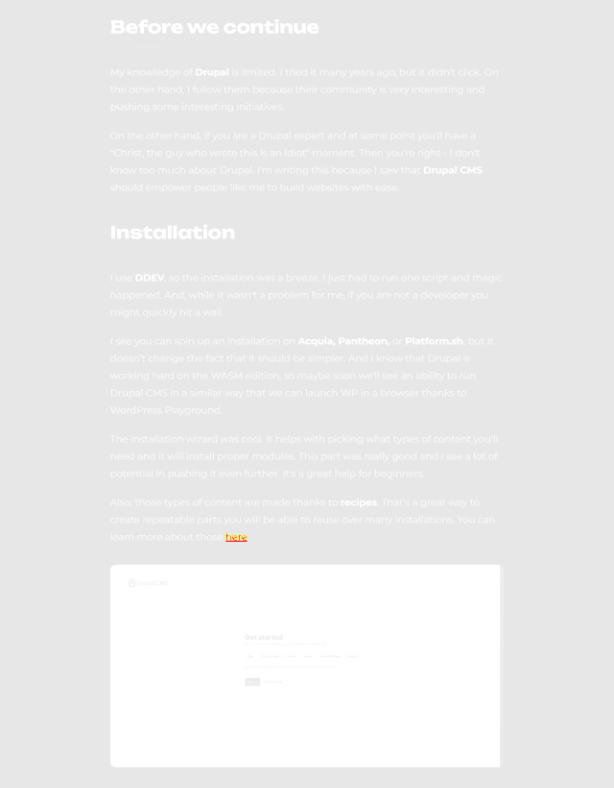 Before we continue
My knowledge of Drupal is limited. I tried it many years ago, but it didn't click. On
the other hand, I follow them because their community is very interesting and
pushing some interesting initiatives.
On the other hand, if you are a Drupal expert and at some point you'll have a
"Christ, the guy who wrote this is an idiot" moment. Then you're right - I don't
know too much about Drupal. I'm writing this because I saw that Drupal CMS
should empower people like me to build websites with ease.
Installation
I use DDEV, so the installation was a breeze. I just had to run one script and magic
happened. And, while it wasn't a problem for me, if you are not a developer you
might quickly hit a wall.
I see you can spin up an installation on Acquia, Pantheon, or Platform.sh, but it
doesn't change the fact that it should be simpler. And I know that Drupal is
working hard on the WASM edition, so maybe soon we'll see an ability to run
Drupal CMS in a similar way that we can launch WP in a browser thanks to
WordPress Playground.
The installation wizard was cool. It helps with picking what types of content you'll
need and it will install proper modules. This part was really good and I see a lot of
potential in pushing it even further. It's a great help for beginners.
Also, those types of content are made thanks to recipes. That's a great way to
create repeatable parts you will be able to reuse over many installations. You can
learn more about those here
Get started